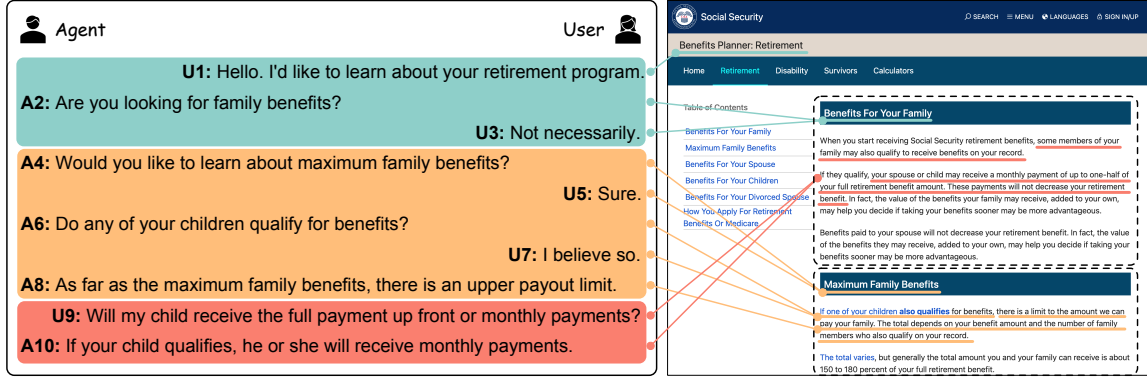 Agent
User
U1: Hello. I'd like to learn about your retirement program.
A2: Are you looking for family benefits?
U3: Not necessarily.
A4: Would you like to learn about maximum family benefits?
U5: Sure.
A6: Do any of your children qualify for benefits?
U7: I believe so.
A8: As far as the maximum family benefits, there is an upper payout limit.
U9: Will my child receive the full payment up front or monthly payments?
A10: If your child qualifies, he or she will receive monthly payments.
Social Security
SEARCH MENU LANGUAGES SIGN IN/UP
Benefits Planner: Retirement
Home Retirement Disability Survivors Calculators
Table of Contents
Benefits For Your Family
Maximum Family Benefits
Benefits For Your Spouse
Benefits For Your Children
Benefits For Your Divorced Spouse
How You Apply For Retirement
Benefits Or Medicare
Benefits For Your Family
When you start receiving Social Security retirement benefits, some members of your
family may also qualify to receive benefits on your record.
If they qualify, your spouse or child may receive a monthly payment of up to one-half of
your full retirement benefit amount. These payments will not decrease your retirement
benefit. In fact, the value of the benefits your family may receive, added to your own,
may help you decide if taking your benefits sooner may be more advantageous.
Benefits paid to your spouse will not decrease your retirement benefit. In fact, the value
of the benefits they may receive, added to your own, may help you decide if taking your
benefits sooner may be more advantageous.
Maximum Family Benefits
If one of your children also qualifies for benefits, there is a limit to the amount we can
pay your family. The total depends on your benefit amount and the number of family
members who also qualify on your record.
The total varies, but generally the total amount you and your family can receive is about
150 to 180 percent of your full retirement benefit.